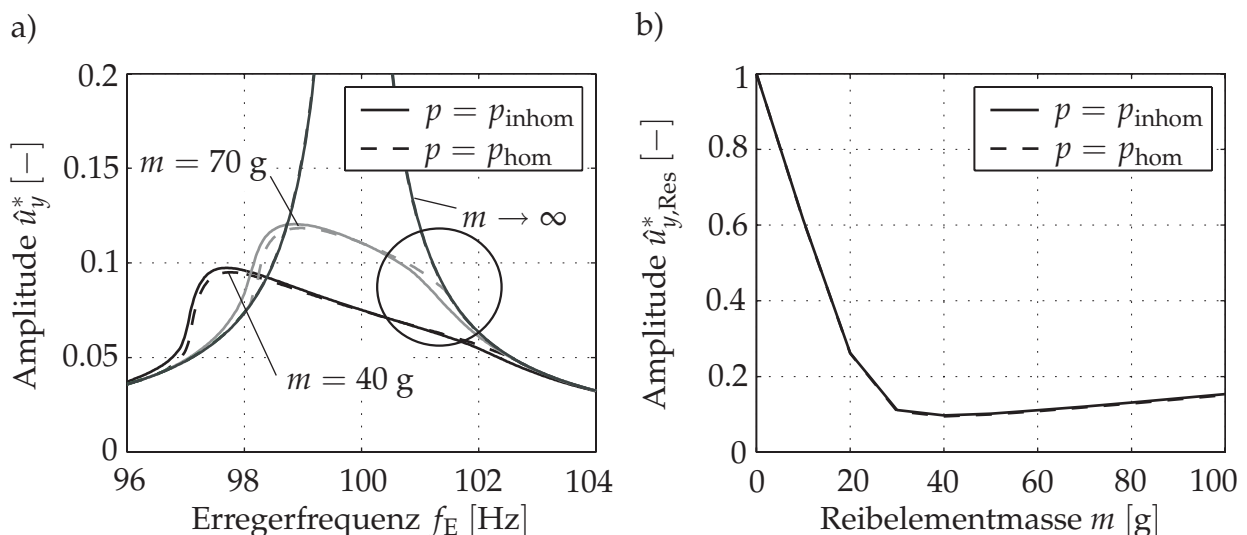 a)
Amplitude û*_y [−]
0.2
0.15
0.1
0.05
0
p = p_inhom
p = p_hom
m = 70 g
m → ∞
m = 40 g
96 98 100 102 104
Erregerfrequenz f_E [Hz]
b)
Amplitude û*_y,Res [−]
1
0.8
0.6
0.4
0.2
0
p = p_inhom
p = p_hom
0 20 40 60 80 100
Reibelementmasse m [g]